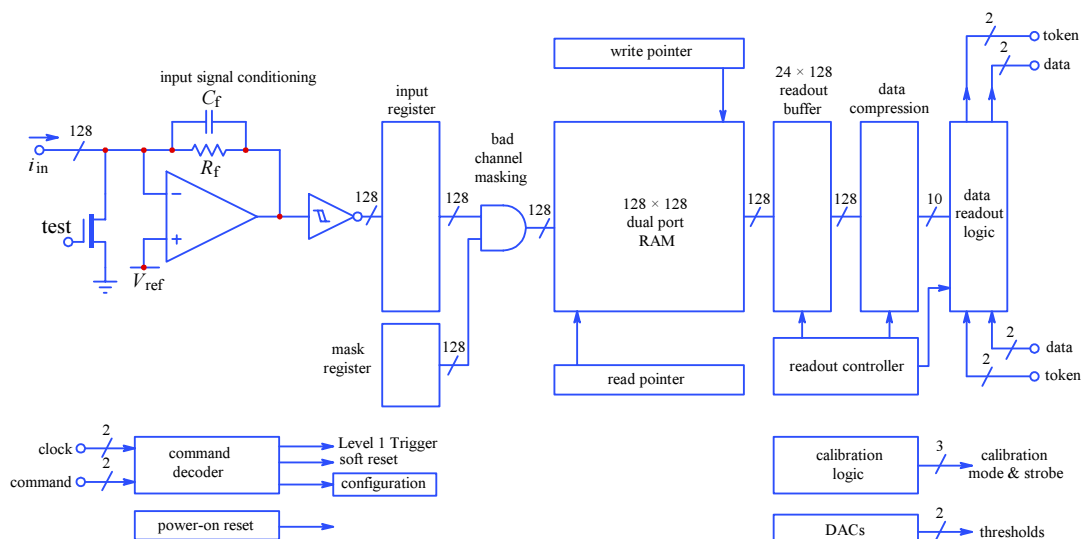 2
token
2
data
write pointer
24 × 128
readout
buffer
data
compression
input signal conditioning
C_f
R_f
128
i_in
input
register
bad
channel
masking
test
−
+
V_ref
128
128
128
128 × 128
dual port
RAM
128
128
10
data
readout
logic
mask
register
128
read pointer
readout controller
2
data
2
token
clock
2
command
2
command
decoder
Level 1 Trigger
soft reset
configuration
power-on reset
calibration
logic
3
calibration
mode & strobe
DACs
2
thresholds